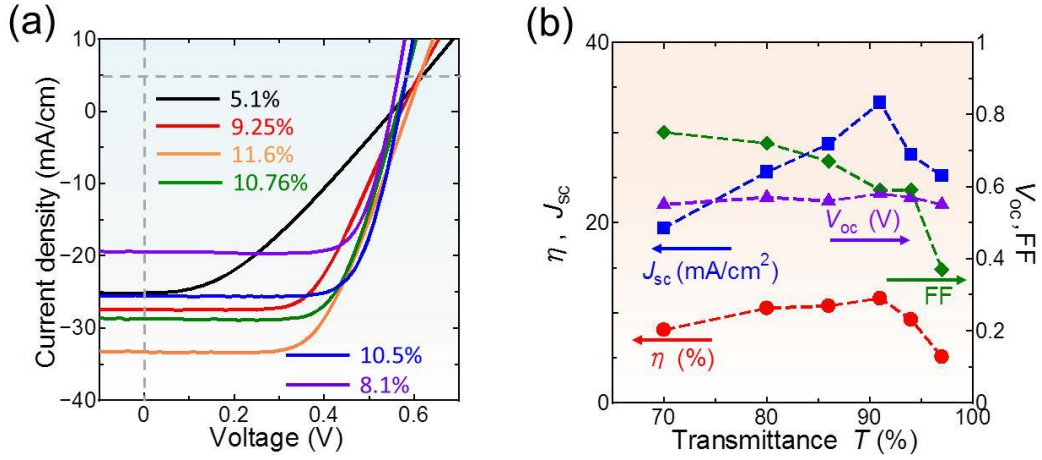 (a)
10
0
−10
−20
−30
−40
Current density (mA/cm)
5.1%
9.25%
11.6%
10.76%
10.5%
8.1%
0
0.2
0.4
0.6
Voltage (V)
(b)
40
20
0
η , Jsc
1
0.8
0.6
0.4
0.2
0
Voc, FF
Voc (V)
Jsc (mA/cm²)
FF
η (%)
70
80
90
100
Transmittance T (%)